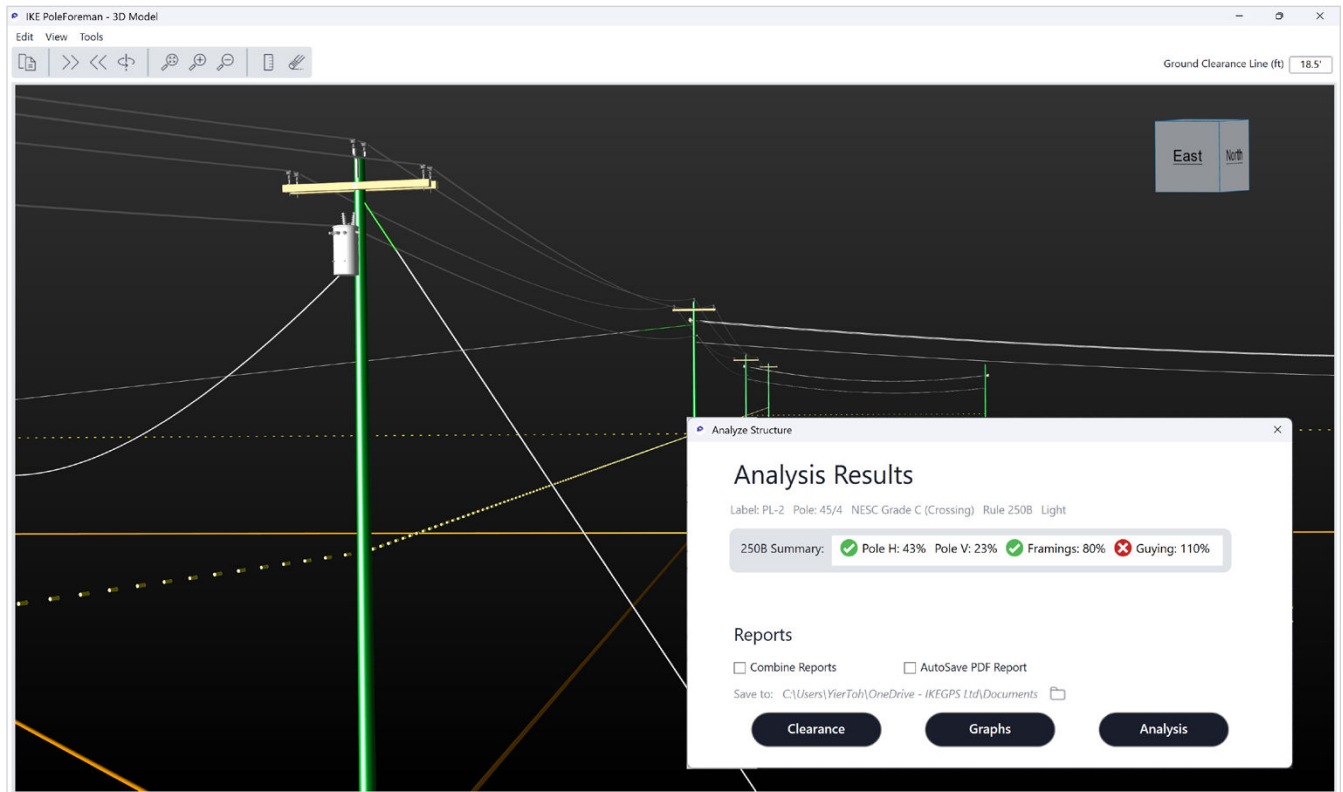 IKE PoleForeman - 3D Model
Edit View Tools
Ground Clearance Line (ft) 18.5'
East North
Analyze Structure
Analysis Results
Label: PL-2 Pole: 45/4 NESC Grade C (Crossing) Rule 250B Light
250B Summary: Pole H: 43% Pole V: 23% Framings: 80% Guying: 110%
Reports
Combine Reports AutoSave PDF Report
Save to: C:\Users\YierToh\OneDrive - IKEGPS Ltd\Documents
Clearance Graphs Analysis